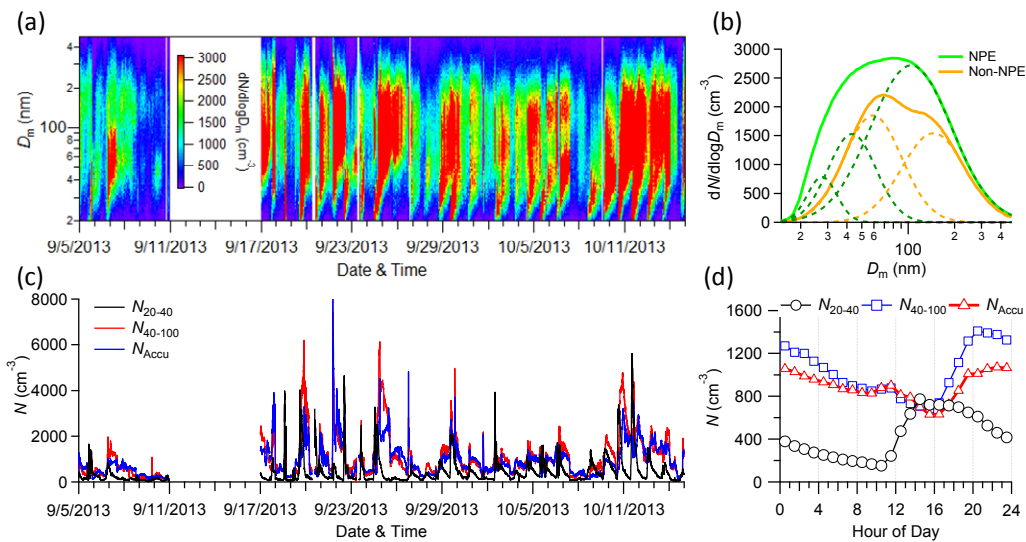 (a)
D_m (nm)
4
2
100
8
6
4
2
3000
2500
2000
1500
1000
500
0
dN/dlogD_m (cm⁻³)
9/5/2013 9/11/2013 9/17/2013 9/23/2013 9/29/2013 10/5/2013 10/11/2013
Date & Time
(b)
NPE
Non-NPE
dN/dlogD_m (cm⁻³)
3000
2500
2000
1500
1000
500
0
2 3 4 5 6 100 2 3 4
D_m (nm)
(c)
N₂₀₋₄₀
N₄₀₋₁₀₀
N_Accu
N (cm⁻³)
8000
6000
4000
2000
0
9/5/2013 9/11/2013 9/17/2013 9/23/2013 9/29/2013 10/5/2013 10/11/2013
Date & Time
(d)
N₂₀₋₄₀ N₄₀₋₁₀₀ N_Accu
N (cm⁻³)
1600
1200
800
400
0
0 4 8 12 16 20 24
Hour of Day